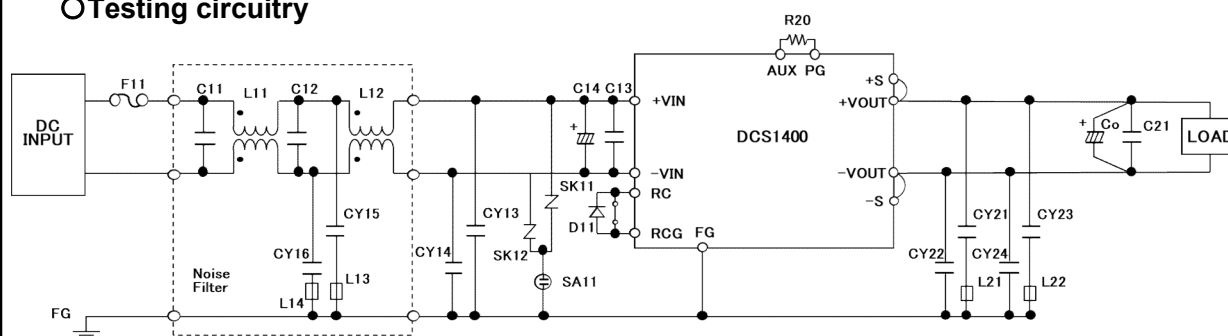 ○Testing circuitry
R20
AUX PG
F11
C11 L11 C12 L12
C14 C13
+
+VIN
+S
+VOUT
DC
INPUT
DCS1400
+
Co
C21
LOAD
-VIN
-VOUT
SK11
RC
-S
CY15
CY13
D11
CY21
CY23
RCG FG
CY16
CY14
SK12
CY22
CY24
Noise
Filter
L13
L14
SA11
L21
L22
FG